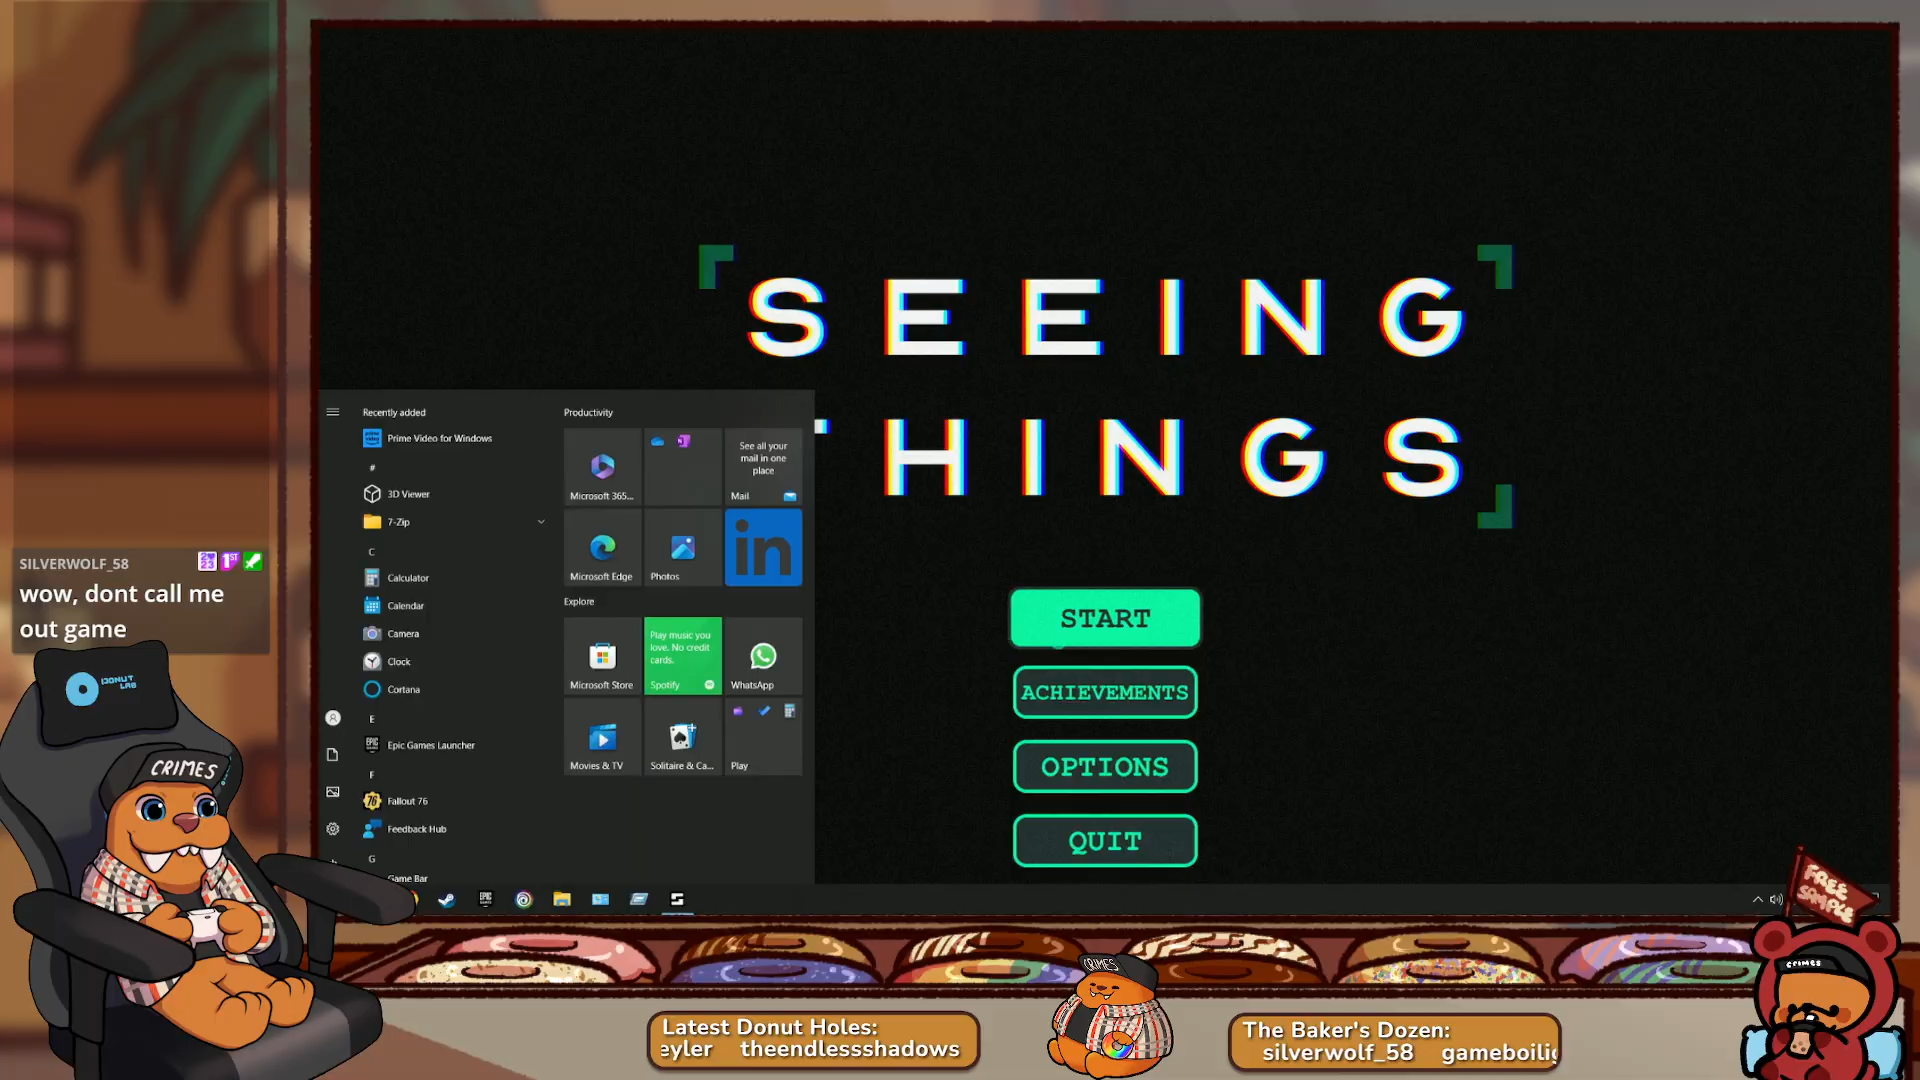 SEEING
THINGS
START
ACHIEVEMENTS
OPTIONS
QUIT
Recently added
Prime Video for Windows
#
3D Viewer
7-Zip
C
Calculator
Calendar
Camera
Clock
Cortana
E
Epic Games Launcher
F
Fallout 76
Feedback Hub
G
Game Bar
Productivity
Microsoft 365...
See all your
mail in one
place
Mail
Microsoft Edge
Photos
in
Explore
Microsoft Store
Play music you
love. No credit
cards.
Spotify
WhatsApp
Movies & TV
Solitaire & Ca...
Play
SILVERWOLF_58
wow, dont call me
out game
DONUT
LAB
CRIMES
CRIMES
FREE
SAMPLE
CRIMES
Latest Donut Holes:
eyler theendlessshadows
The Baker's Dozen:
silverwolf_58 gameboili